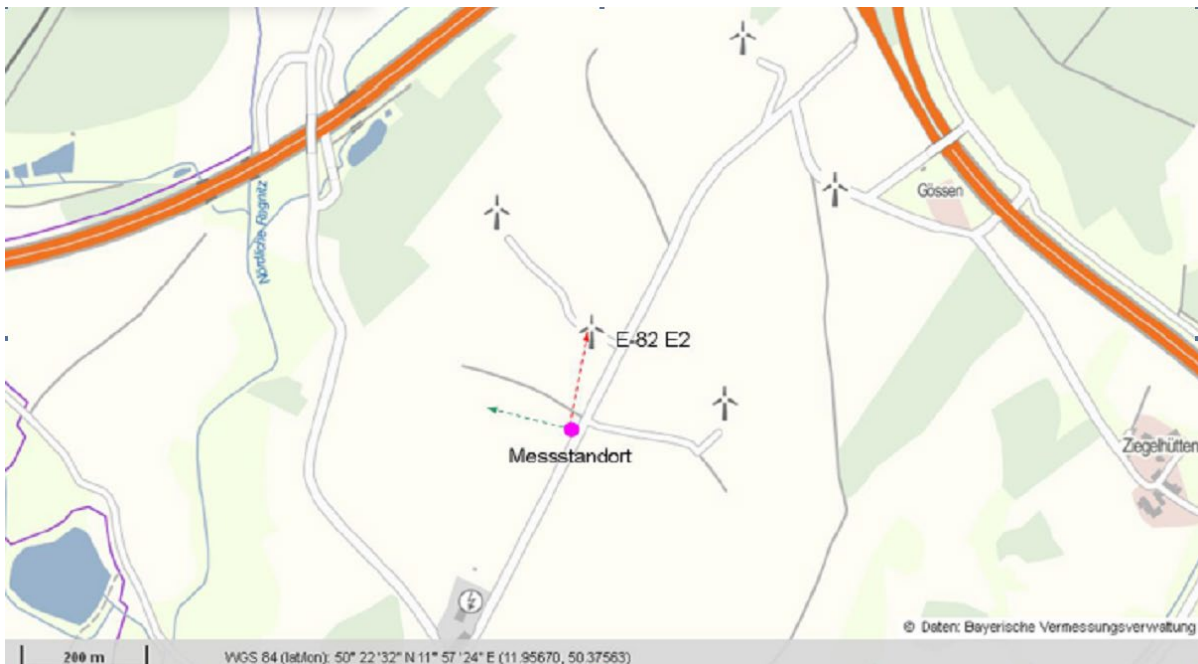 Gössen
Nördliche Regnitz
E-82 E2
Messstandort
Ziegelhütten
© Daten: Bayerische Vermessungsverwaltung
200 m WGS 84 (lat/lon): 50° 22'32" N 11° 57'24" E (11.95670, 50.37563)